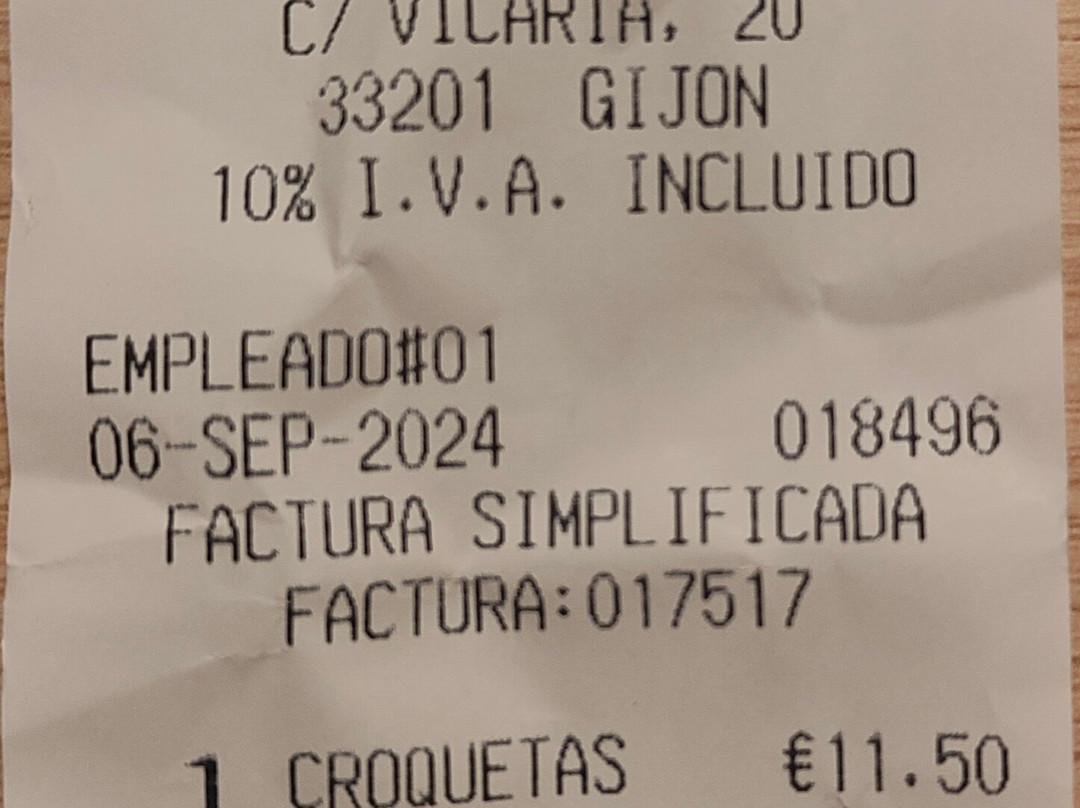 C/ VICARIA, 20
33201 GIJON
10% I.V.A. INCLUIDO
EMPLEADO#01
06-SEP-2024 018496
FACTURA SIMPLIFICADA
FACTURA:017517
1 CROQUETAS €11.50